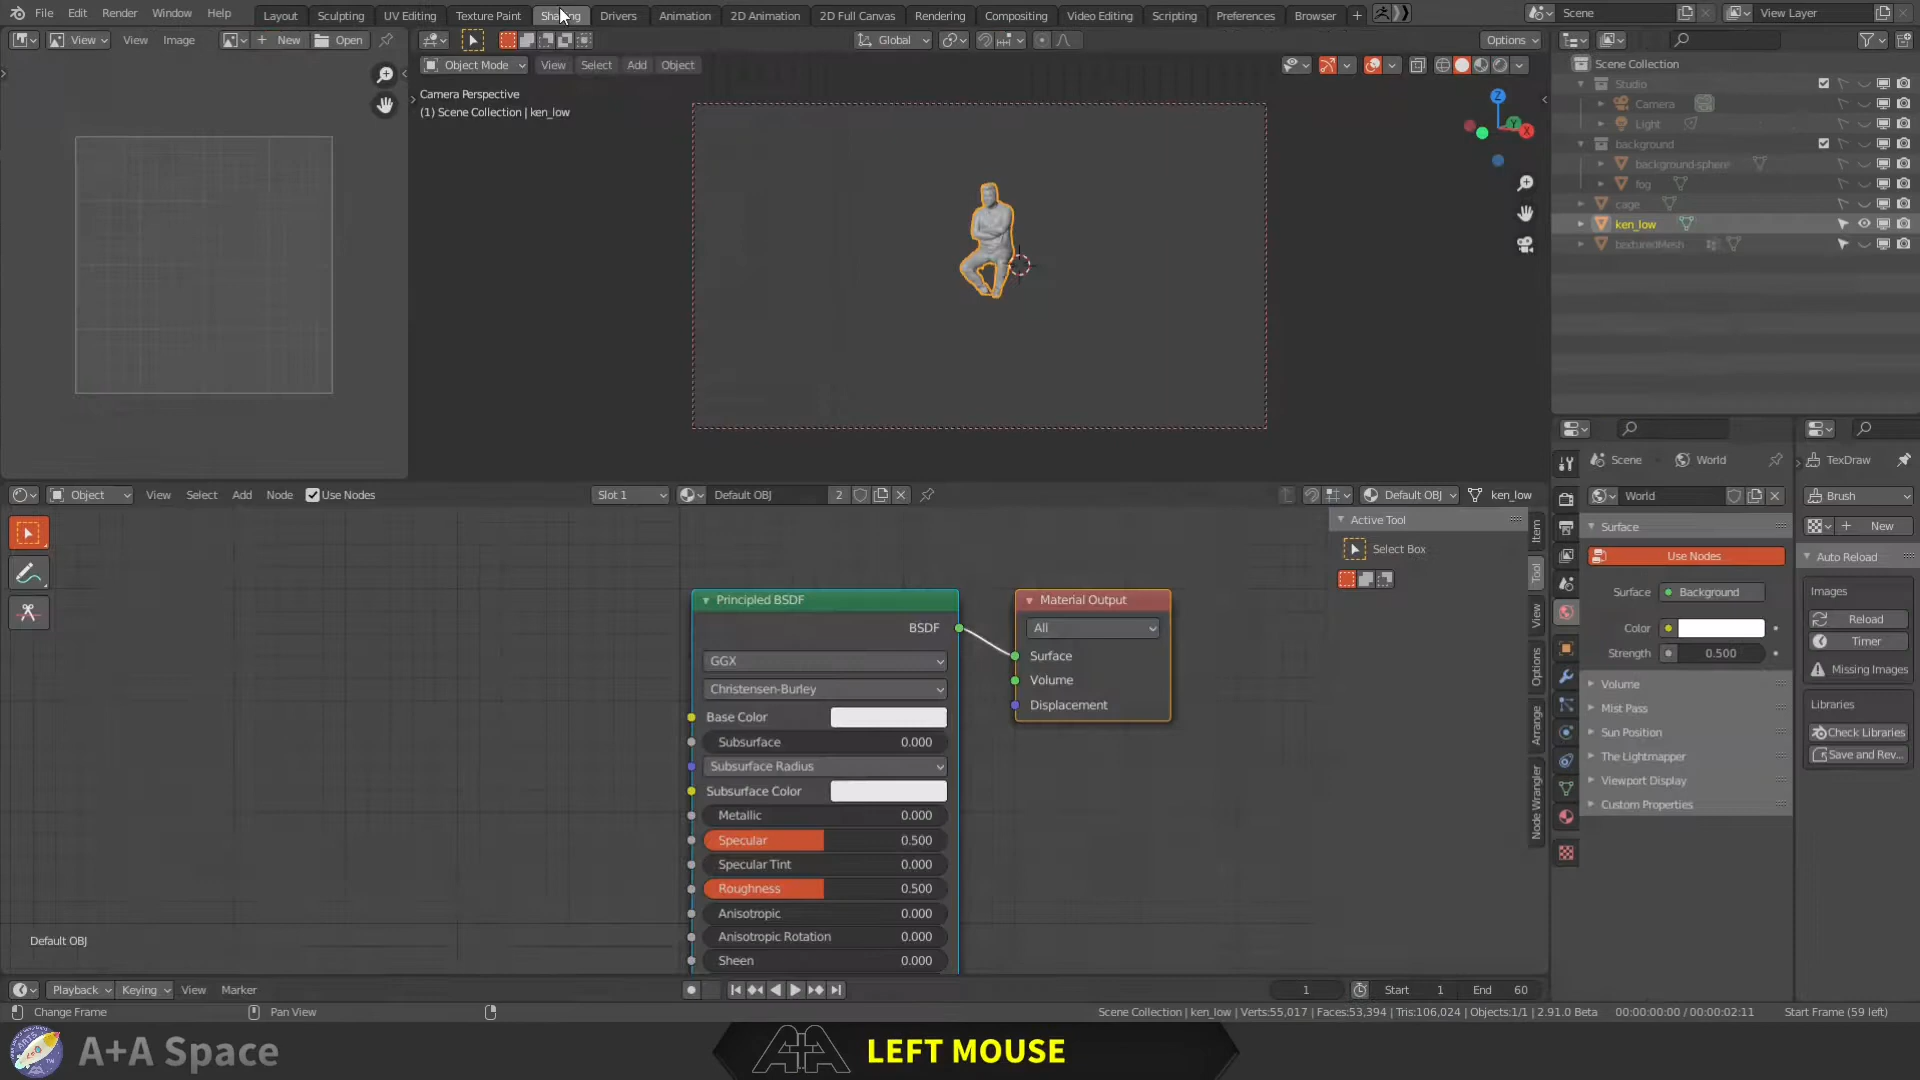 File Edit Render Window Help Layout Sculpting UV Editing Texture Paint Shading Drivers Animation 2D Animation 2D Full Canvas Rendering Compositing Video Editing Scripting Preferences Browser + Scene View Layer
View View Image New Open Global Options
Object Mode View Select Add Object
Camera Perspective
(1) Scene Collection | ken_low
Z
Y
X
Scene Collection
Studio
Camera
Light
background
background-sphere
fog
cage
ken_low
texturedMesh
Object View Select Add Node Use Nodes Slot 1 Default OBJ 2 Default OBJ ken_low
Active Tool
Select Box
Item
Tool
View
Options
Arrange
Node Wrangler
Principled BSDF
BSDF
GGX
Christensen-Burley
Base Color
Subsurface 0.000
Subsurface Radius
Subsurface Color
Metallic 0.000
Specular 0.500
Specular Tint 0.000
Roughness 0.500
Anisotropic 0.000
Anisotropic Rotation 0.000
Sheen 0.000
Material Output
All
Surface
Volume
Displacement
Default OBJ
Scene World
World
Surface
Use Nodes
Surface Background
Color
Strength 0.500
Volume
Mist Pass
Sun Position
The Lightmapper
Viewport Display
Custom Properties
TexDraw
Brush
New
Auto Reload
Images
Reload
Timer
Missing Images
Libraries
Check Libraries
Save and Rev...
Playback Keying View Marker 1 Start 1 End 60
Change Frame Pan View Scene Collection | ken_low | Verts:55,017 | Faces:53,394 | Tris:106,024 | Objects:1/1 | 2.91.0 Beta 00:00:00:00 / 00:00:02:11 Start Frame (59 left)
A+A Space
LEFT MOUSE